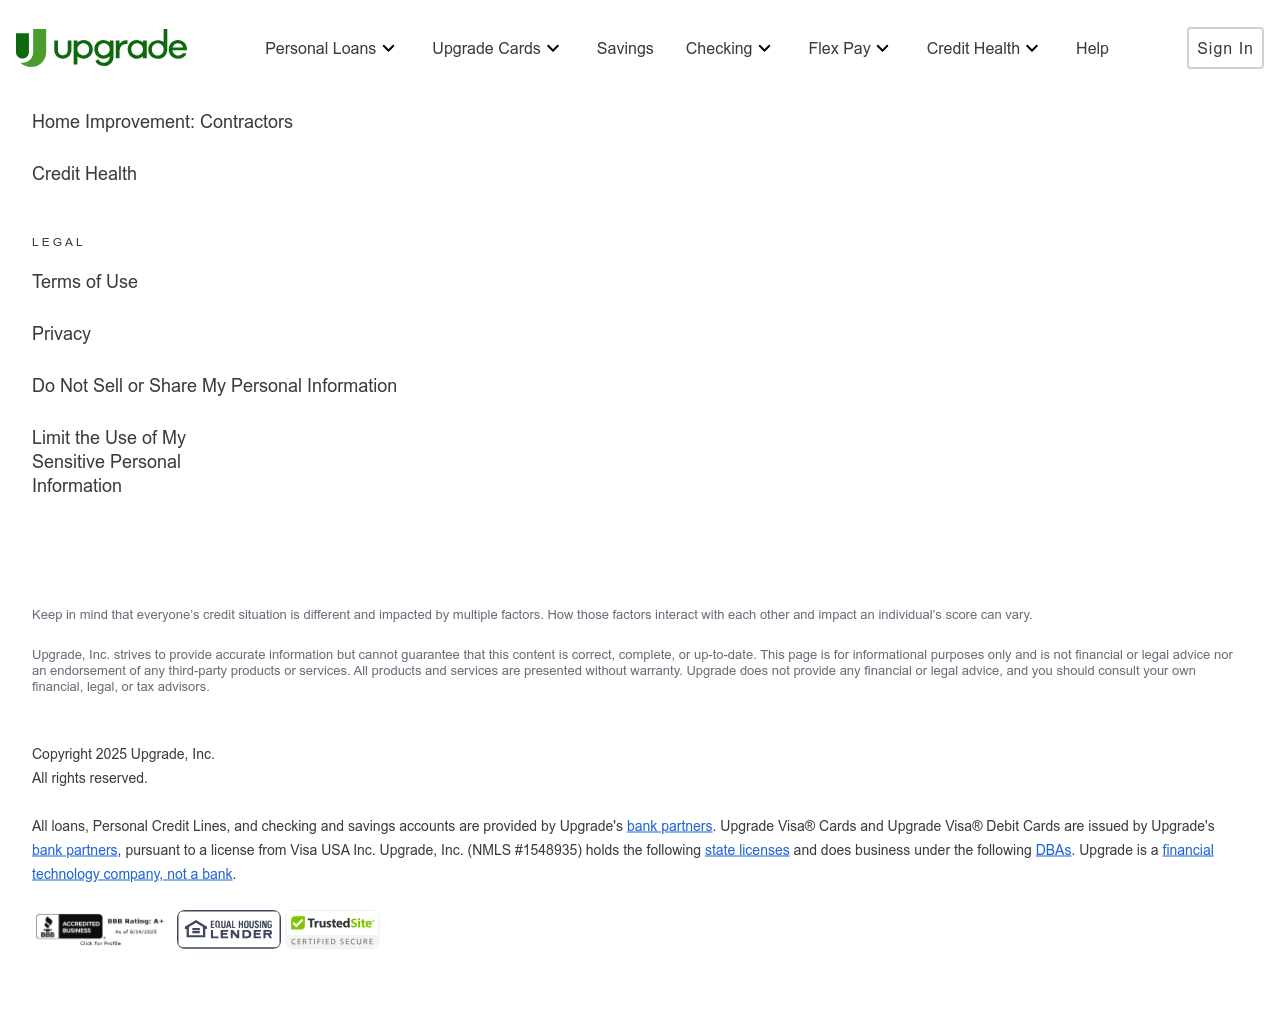 upgrade
Personal Loans
Upgrade Cards
Savings
Checking
Flex Pay
Credit Health
Help
Sign In
Home Improvement: Contractors
Credit Health
LEGAL
Terms of Use
Privacy
Do Not Sell or Share My Personal Information
Limit the Use of My
Sensitive Personal
Information
Keep in mind that everyone's credit situation is different and impacted by multiple factors. How those factors interact with each other and impact an individual's score can vary.
Upgrade, Inc. strives to provide accurate information but cannot guarantee that this content is correct, complete, or up-to-date. This page is for informational purposes only and is not financial or legal advice nor
an endorsement of any third-party products or services. All products and services are presented without warranty. Upgrade does not provide any financial or legal advice, and you should consult your own
financial, legal, or tax advisors.
Copyright 2025 Upgrade, Inc.
All rights reserved.
All loans, Personal Credit Lines, and checking and savings accounts are provided by Upgrade's bank partners. Upgrade Visa® Cards and Upgrade Visa® Debit Cards are issued by Upgrade's
bank partners, pursuant to a license from Visa USA Inc. Upgrade, Inc. (NMLS #1548935) holds the following state licenses and does business under the following DBAs. Upgrade is a financial
technology company, not a bank.
BBB
ACCREDITED
BUSINESS
BBB Rating: A+
As of 8/24/2025
Click for Profile
EQUAL HOUSING
LENDER
TrustedSite
CERTIFIED SECURE